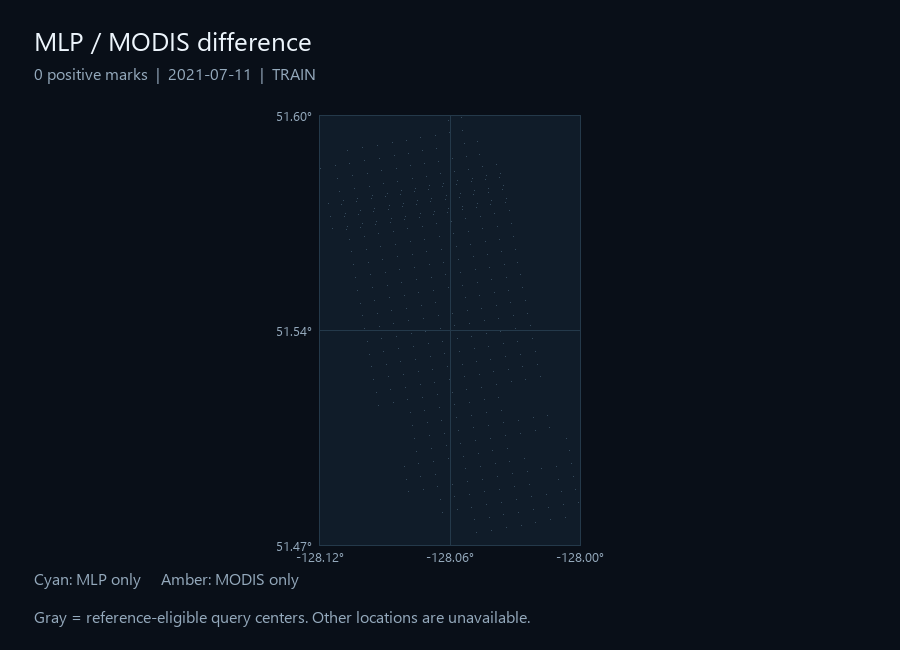 MLP / MODIS difference
0 positive marks | 2021-07-11 | TRAIN
51.60°
51.54°
51.47°
-128.12° -128.06° -128.00°
Cyan: MLP only Amber: MODIS only
Gray = reference-eligible query centers. Other locations are unavailable.